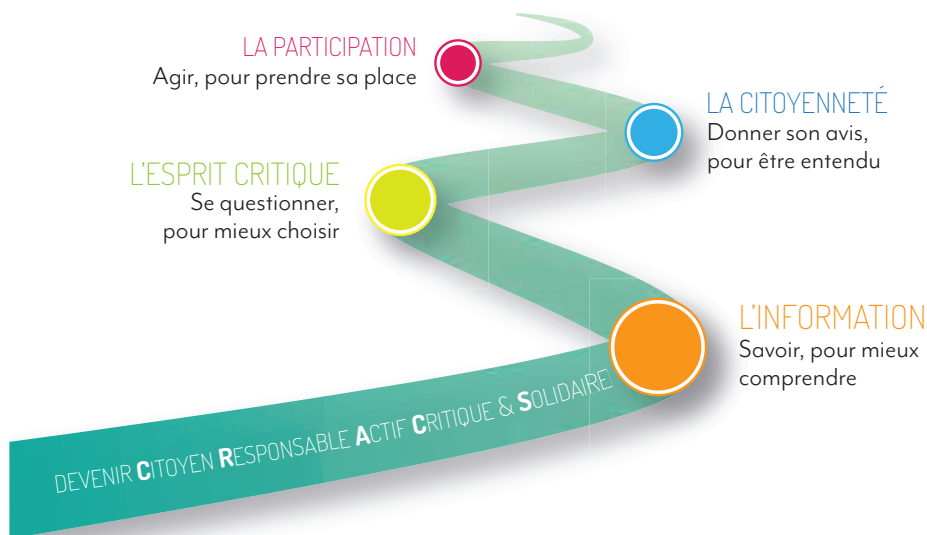 LA PARTICIPATION
Agir, pour prendre sa place
LA CITOYENNETÉ
Donner son avis,
pour être entendu
L'ESPRIT CRITIQUE
Se questionner,
pour mieux choisir
L'INFORMATION
Savoir, pour mieux
comprendre
DEVENIR CITOYEN RESPONSABLE ACTIF CRITIQUE & SOLIDAIRE